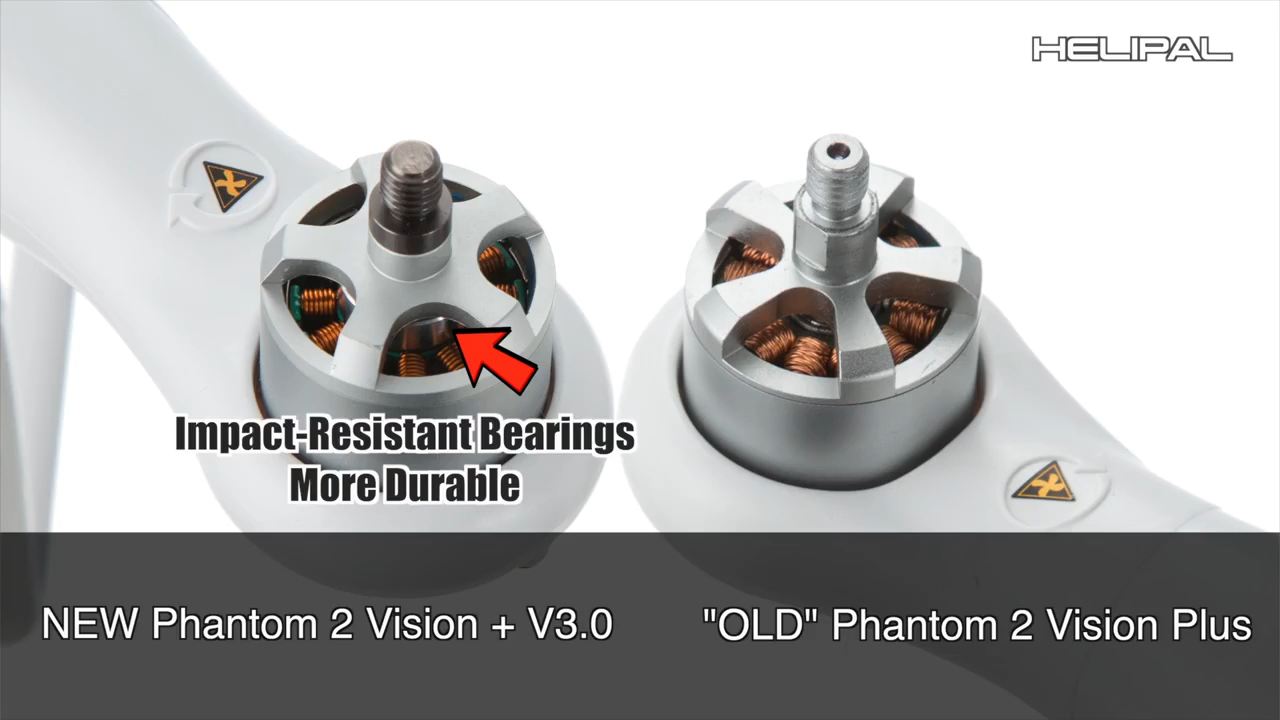 HELIPAL
Impact-Resistant Bearings
More Durable
NEW Phantom 2 Vision + V3.0
"OLD" Phantom 2 Vision Plus